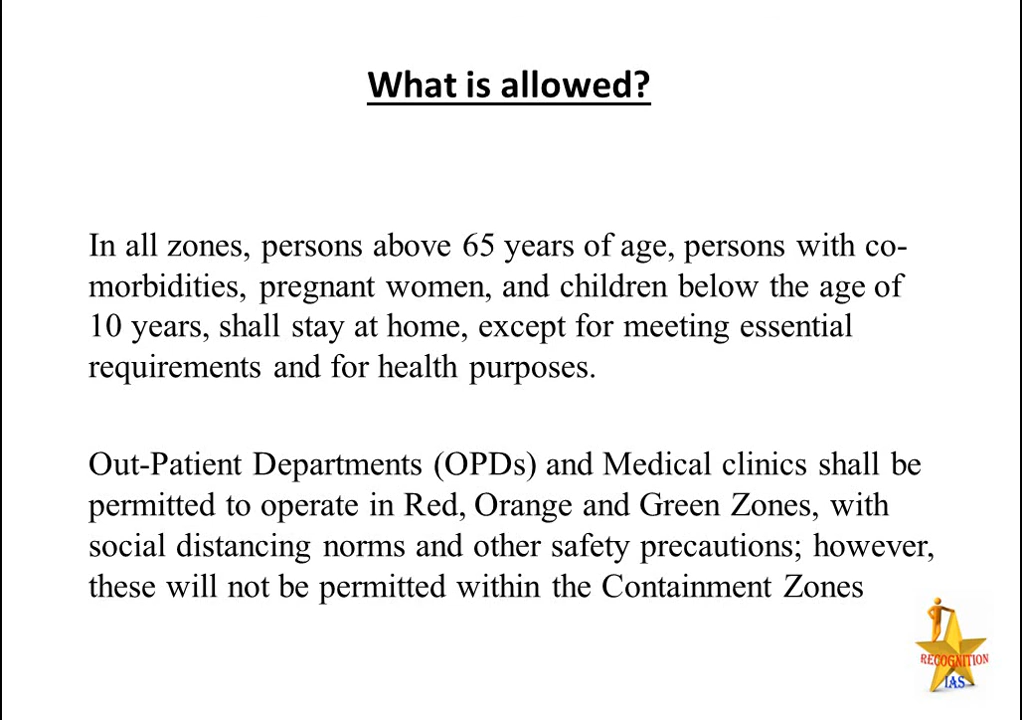 What is allowed?
In all zones, persons above 65 years of age, persons with co-
morbidities, pregnant women, and children below the age of
10 years, shall stay at home, except for meeting essential
requirements and for health purposes.
Out-Patient Departments (OPDs) and Medical clinics shall be
permitted to operate in Red, Orange and Green Zones, with
social distancing norms and other safety precautions; however,
these will not be permitted within the Containment Zones
RECOGNITION
IAS